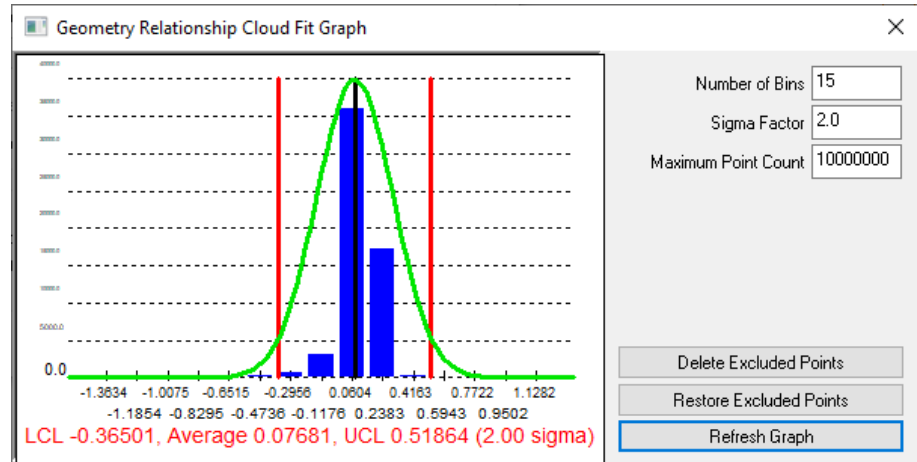 Geometry Relationship Cloud Fit Graph
Number of Bins 15
Sigma Factor 2.0
Maximum Point Count 10000000
5000.0
0.0
-1.3634 -1.0075 -0.6515 -0.2956 0.0604 0.4163 0.7722 1.1282
-1.1854 -0.8295 -0.4736 -0.1176 0.2383 0.5943 0.9502
LCL -0.36501, Average 0.07681, UCL 0.51864 (2.00 sigma)
Delete Excluded Points
Restore Excluded Points
Refresh Graph